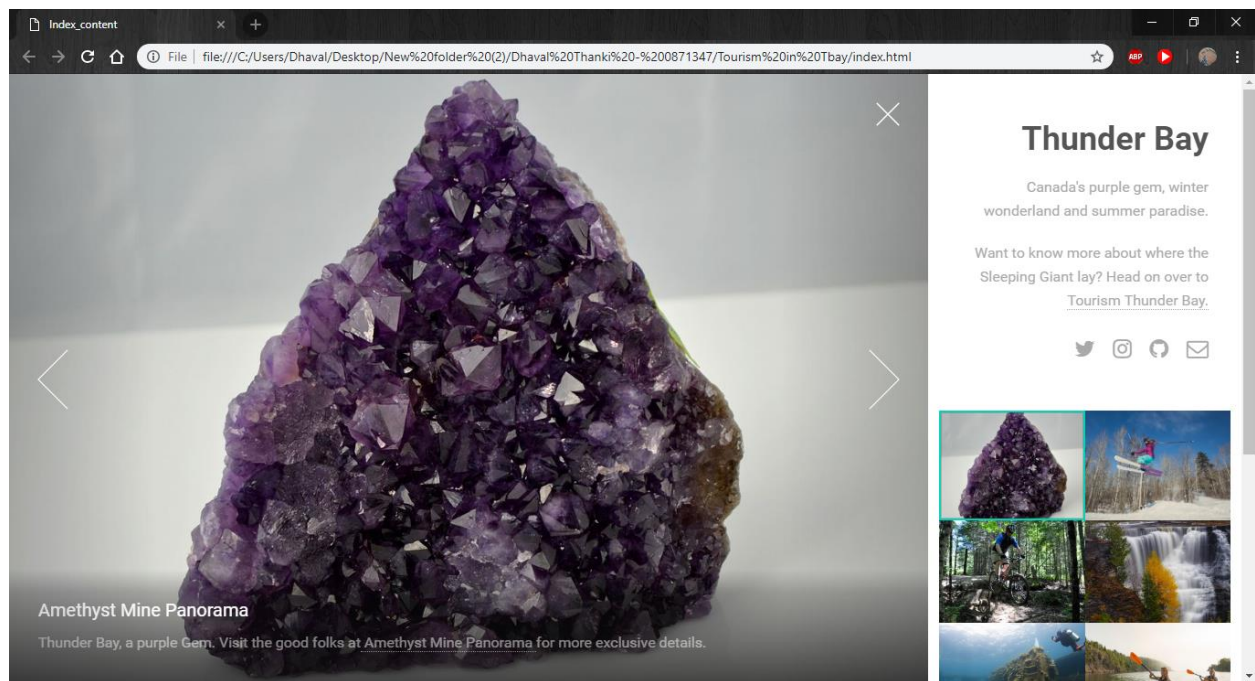 Index_content
File
file:///C:/Users/Dhaval/Desktop/New%20folder%20(2)/Dhaval%20Thanki%20-%200871347/Tourism%20in%20Tbay/index.html
ABP
Thunder Bay
Canada's purple gem, winter
wonderland and summer paradise.
Want to know more about where the
Sleeping Giant lay? Head on over to
Tourism Thunder Bay.
Amethyst Mine Panorama
Thunder Bay, a purple Gem. Visit the good folks at Amethyst Mine Panorama for more exclusive details.